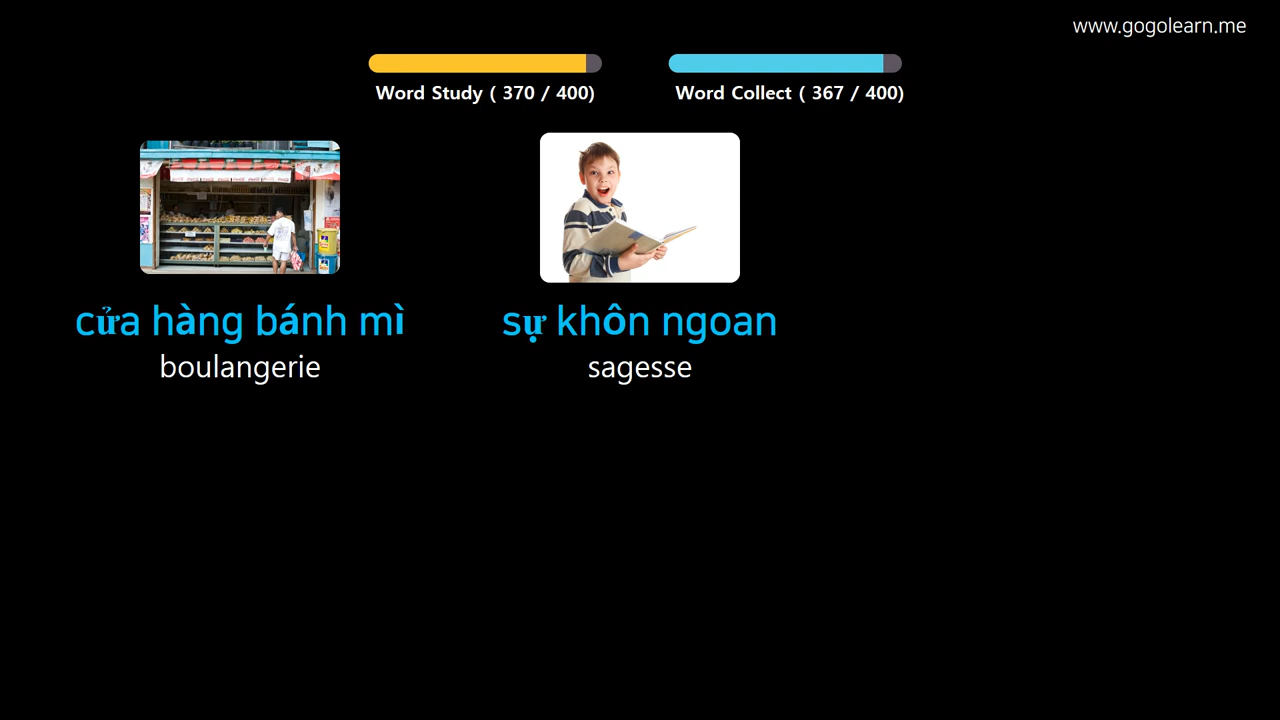 www.gogolearn.me
Word Study ( 370 / 400)
Word Collect ( 367 / 400)
cửa hàng bánh mì
boulangerie
sự khôn ngoan
sagesse